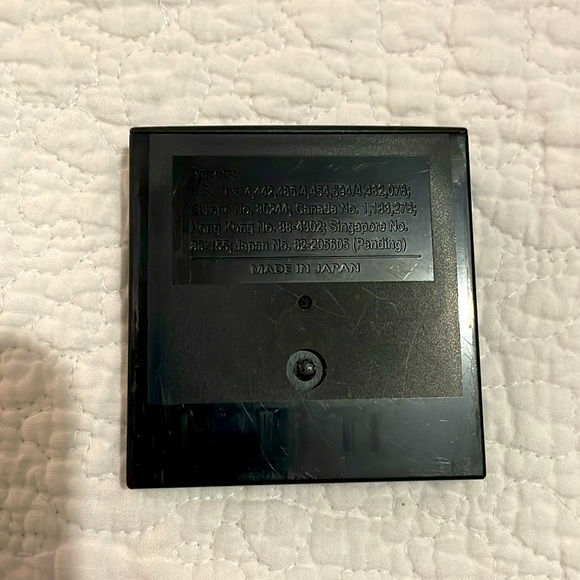 Patents:
U.S. Nos. 4,442,486/4,454,594/4,462,076;
Europe No. 80244; Canada No. 1,183,276;
Hong Kong No. 88-4302; Singapore No.
88-155; Japan No. 82-205605 (Pending)
MADE IN JAPAN